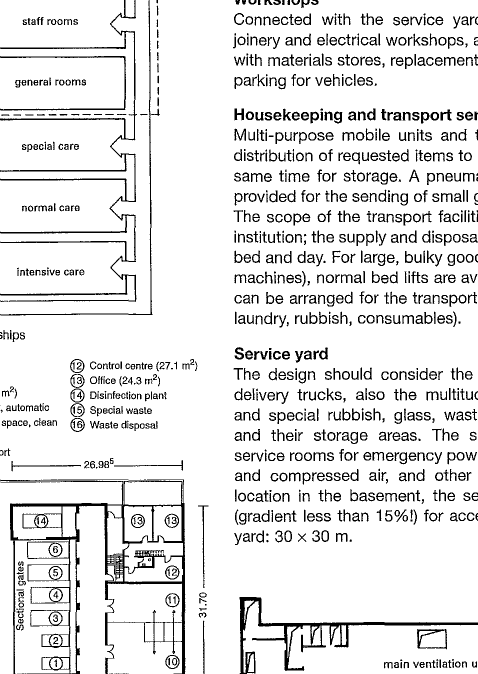 staff rooms
general rooms
special care
normal care
intensive care
ships
⑫ Control centre (27.1 m²)
⑬ Office (24.3 m²)
m²) ⑭ Disinfection plant
, automatic ⑮ Special waste
space, clean ⑯ Waste disposal
ort
26.98⁵
14
13
13
6
5
12
4
11
3
2
1
10
Sectional gates
31.70
Workshops
Connected with the service yard
joinery and electrical workshops, a
with materials stores, replacement
parking for vehicles.
Housekeeping and transport ser
Multi-purpose mobile units and t
distribution of requested items to
same time for storage. A pneuma
provided for the sending of small g
The scope of the transport faciliti
institution; the supply and disposa
bed and day. For large, bulky good
machines), normal bed lifts are av
can be arranged for the transport
laundry, rubbish, consumables).
Service yard
The design should consider the
delivery trucks, also the multitud
and special rubbish, glass, wast
and their storage areas. The s
service rooms for emergency pow
and compressed air, and other
location in the basement, the se
(gradient less than 15%!) for acce
yard: 30 × 30 m.
main ventilation u